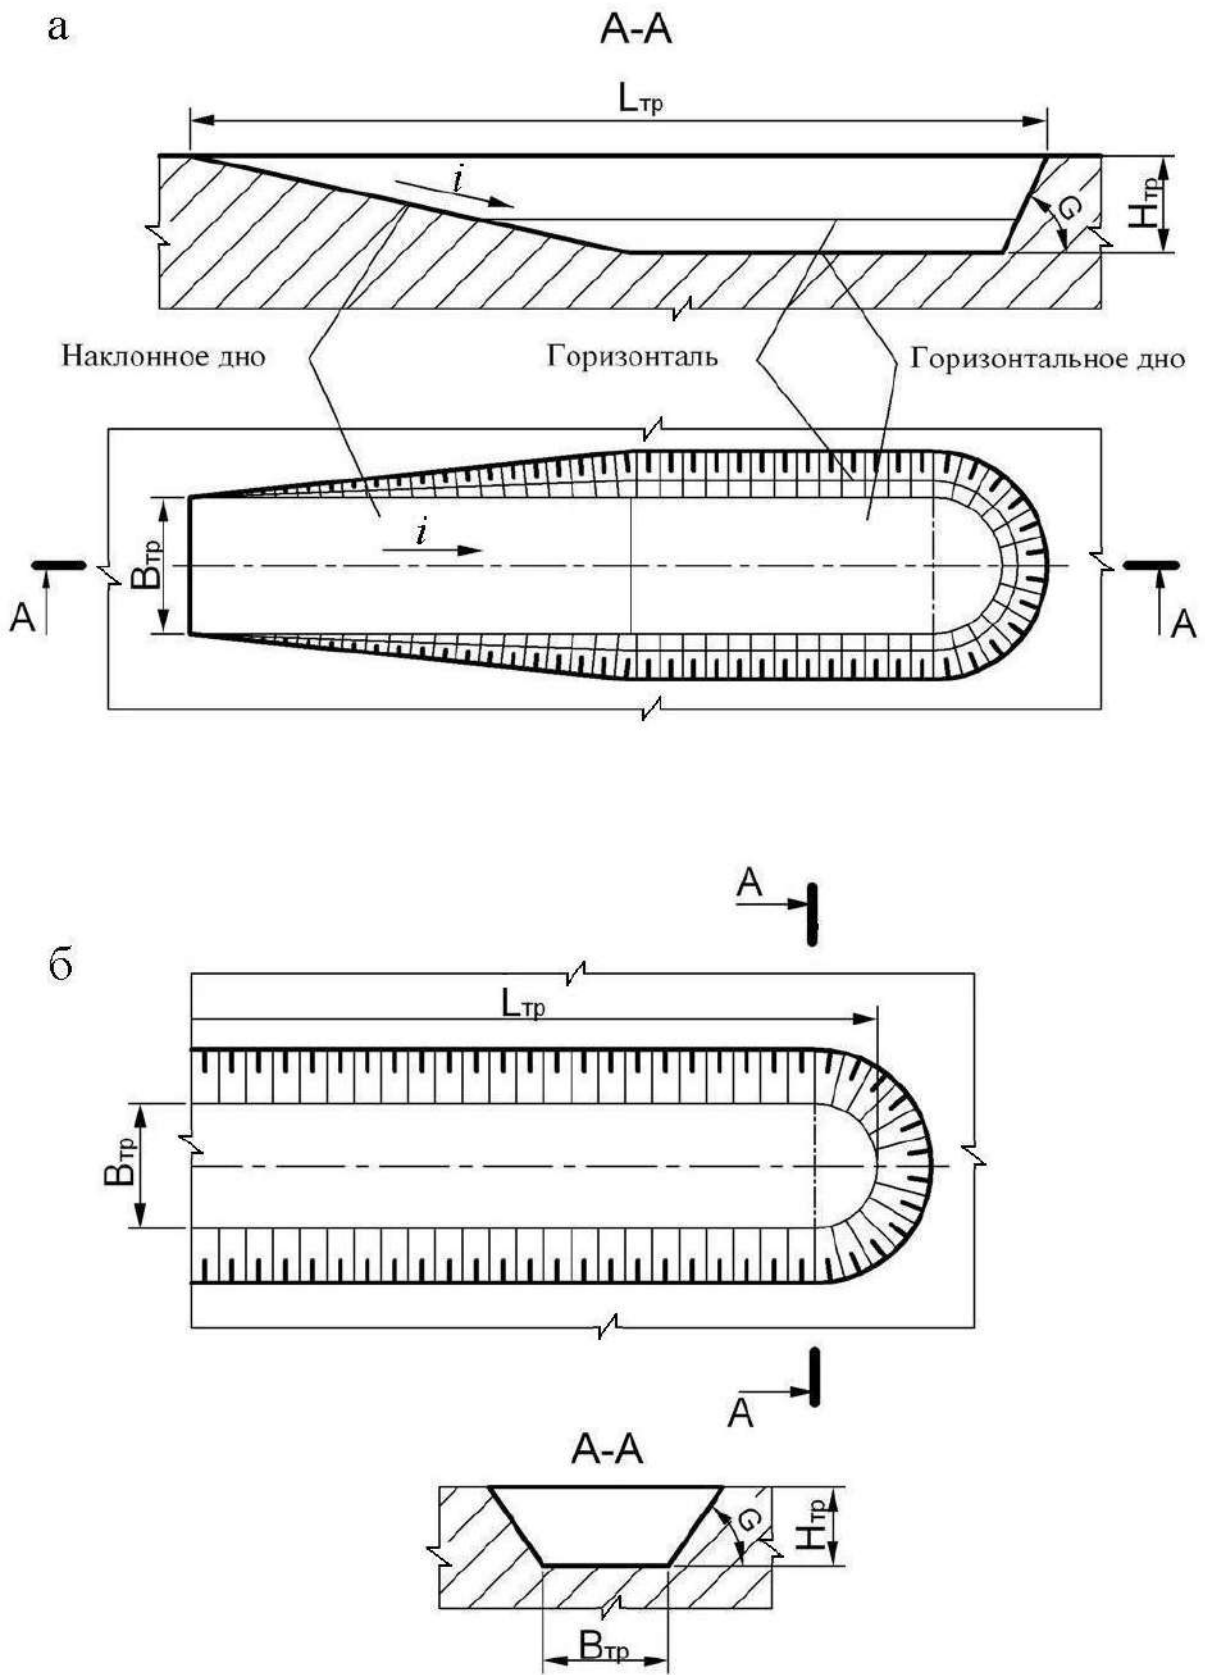 а
А-А
Lтр
i
G
Hтр
Наклонное дно
Горизонталь
Горизонтальное дно
i
Bтр
А
А
А
б
Lтр
Bтр
А
А-А
G
Hтр
Bтр